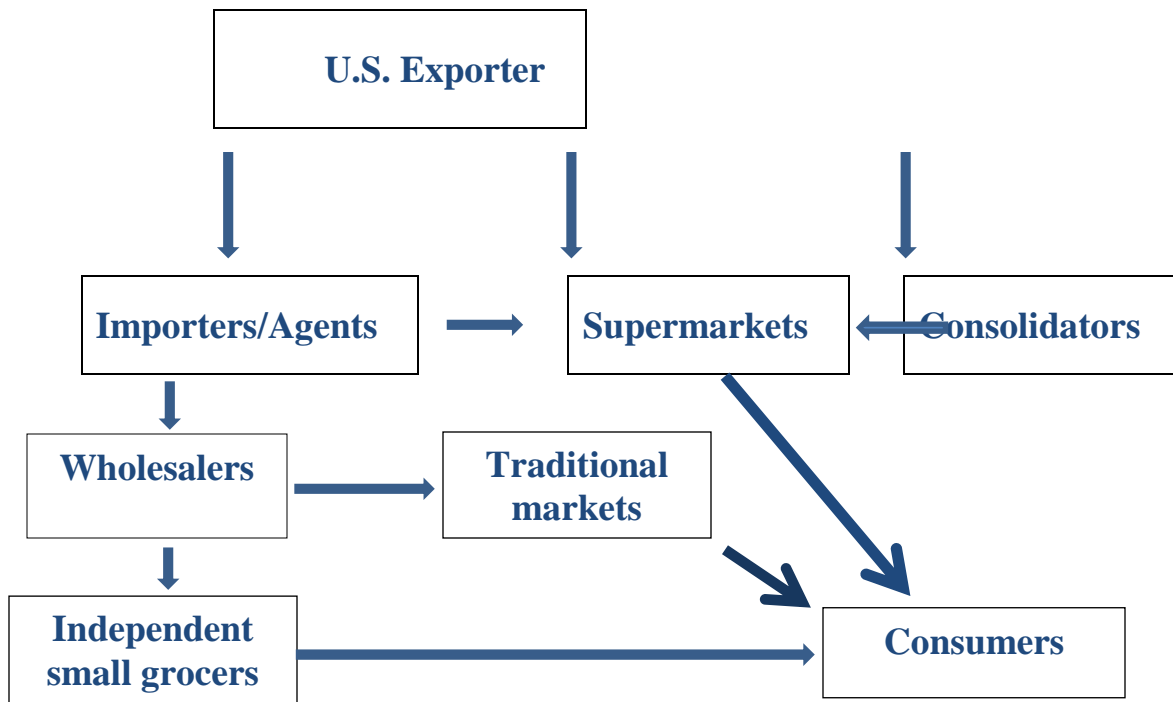 U.S. Exporter
Importers/Agents
Supermarkets
Consolidators
Wholesalers
Traditional
markets
Independent
small grocers
Consumers